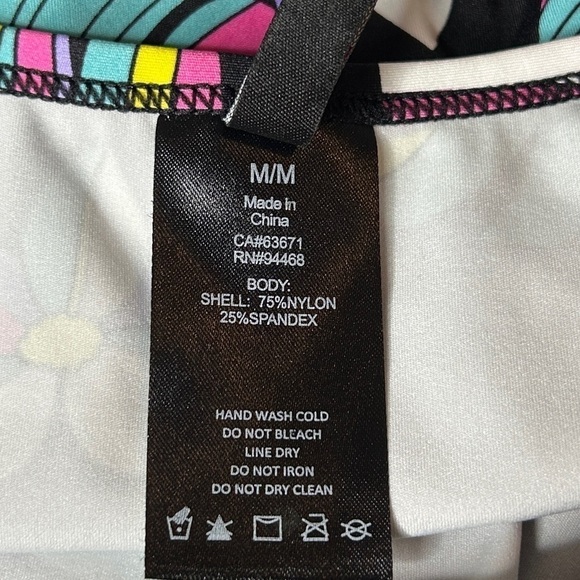 M/M
Made In
China
CA#63671
RN#94468
BODY:
SHELL: 75%NYLON
25%SPANDEX
HAND WASH COLD
DO NOT BLEACH
LINE DRY
DO NOT IRON
DO NOT DRY CLEAN